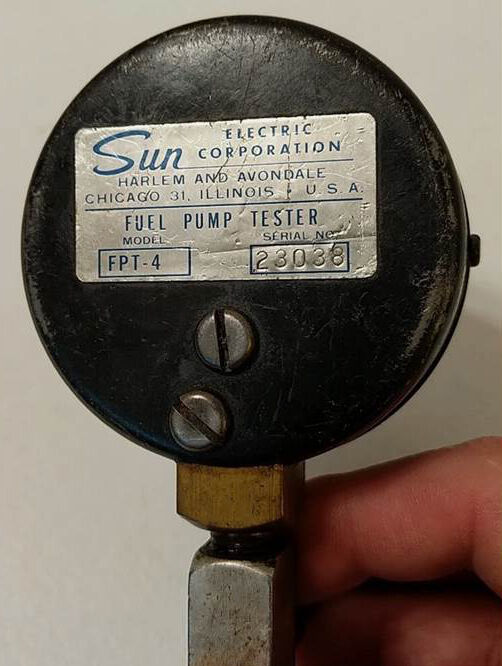 Sun ELECTRIC CORPORATION
HARLEM AND AVONDALE
CHICAGO 31, ILLINOIS • U.S.A.
FUEL PUMP TESTER
MODEL SERIAL NO.
FPT-4 23038